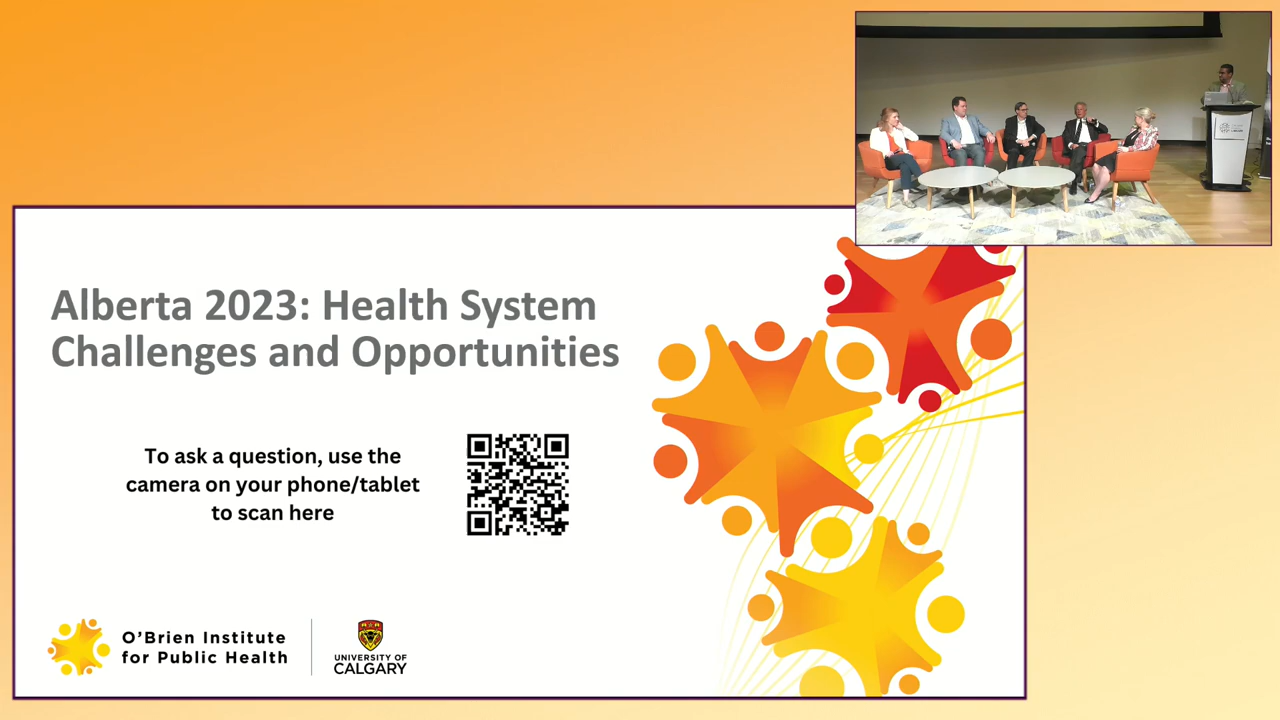 Alberta 2023: Health System
Challenges and Opportunities
To ask a question, use the
camera on your phone/tablet
to scan here
O'Brien Institute
for Public Health
UNIVERSITY OF
CALGARY